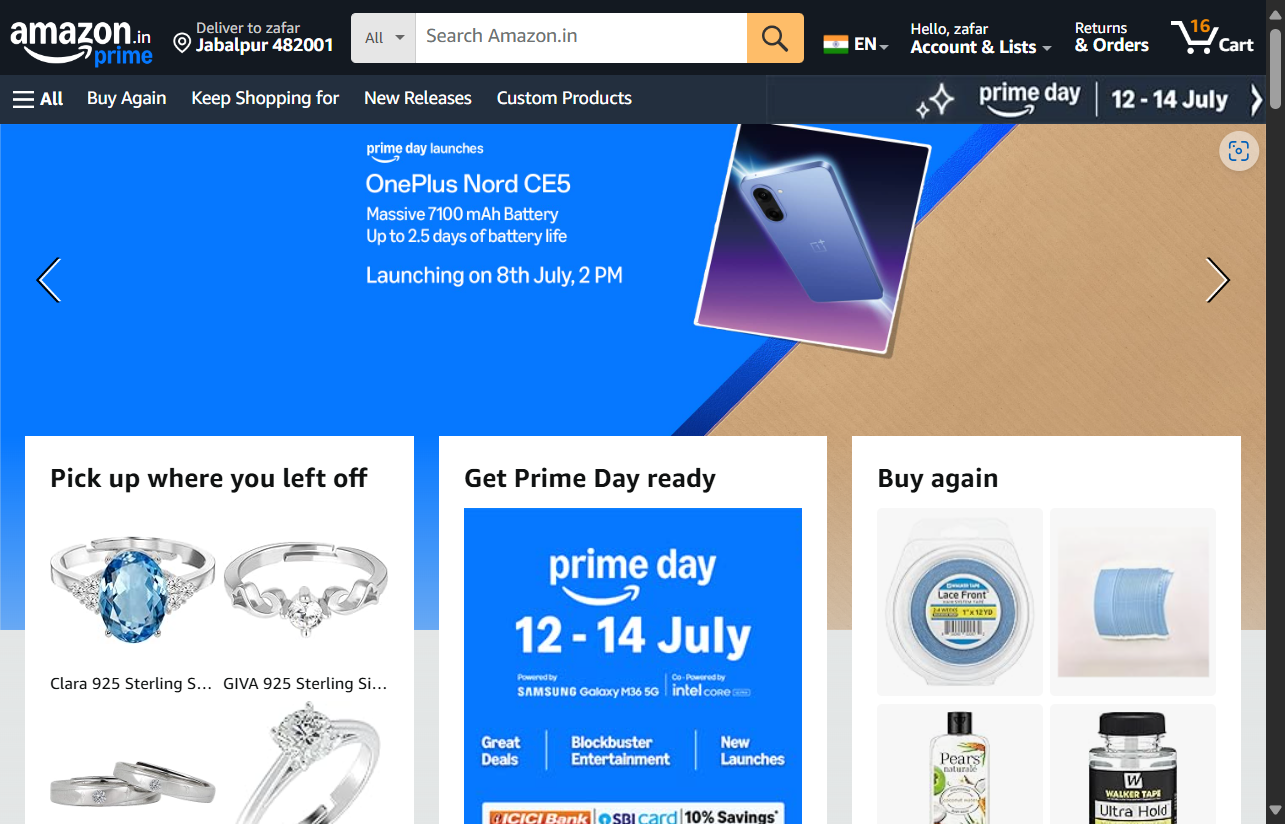 amazon.in
prime
Deliver to zafar
Jabalpur 482001
All
Search Amazon.in
EN
Hello, zafar
Account & Lists
Returns
& Orders
16
Cart
All
Buy Again
Keep Shopping for
New Releases
Custom Products
prime day
12 - 14 July
prime day launches
OnePlus Nord CE5
Massive 7100 mAh Battery
Up to 2.5 days of battery life
Launching on 8th July, 2 PM
Pick up where you left off
Clara 925 Sterling S...
GIVA 925 Sterling Si...
Get Prime Day ready
prime day
12 - 14 July
Powered by
SAMSUNG Galaxy M36 5G
Co - Powered by
intel core
Great
Deals
Blockbuster
Entertainment
New
Launches
ICICI Bank
SBI card
10% Savings*
Buy again
WALKER TAPE
Lace Front
1" x 12 YD
Pears
naturale
W
WALKER TAPE
Ultra Hold